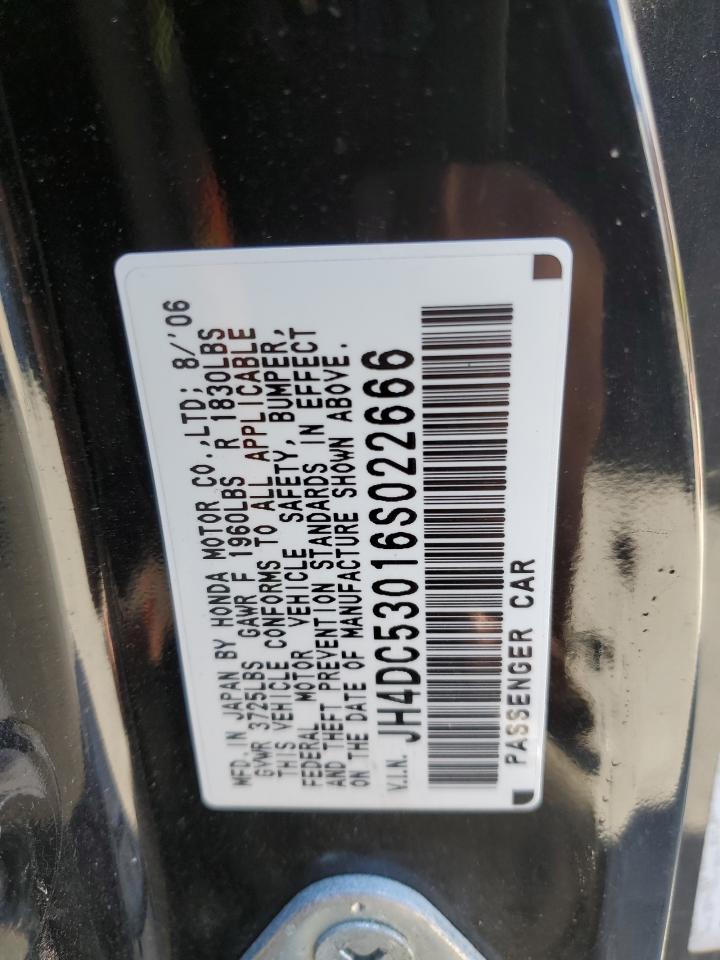 MFD. IN JAPAN BY HONDA MOTOR CO.,LTD; 8/'06
GVWR 3725LBS GAWR F 1960LBS R 1830LBS
THIS VEHICLE CONFORMS TO ALL APPLICABLE
FEDERAL MOTOR VEHICLE SAFETY, BUMPER,
AND THEFT PREVENTION STANDARDS IN EFFECT
ON THE DATE OF MANUFACTURE SHOWN ABOVE.
V.I.N. JH4DC53016S022666
PASSENGER CAR